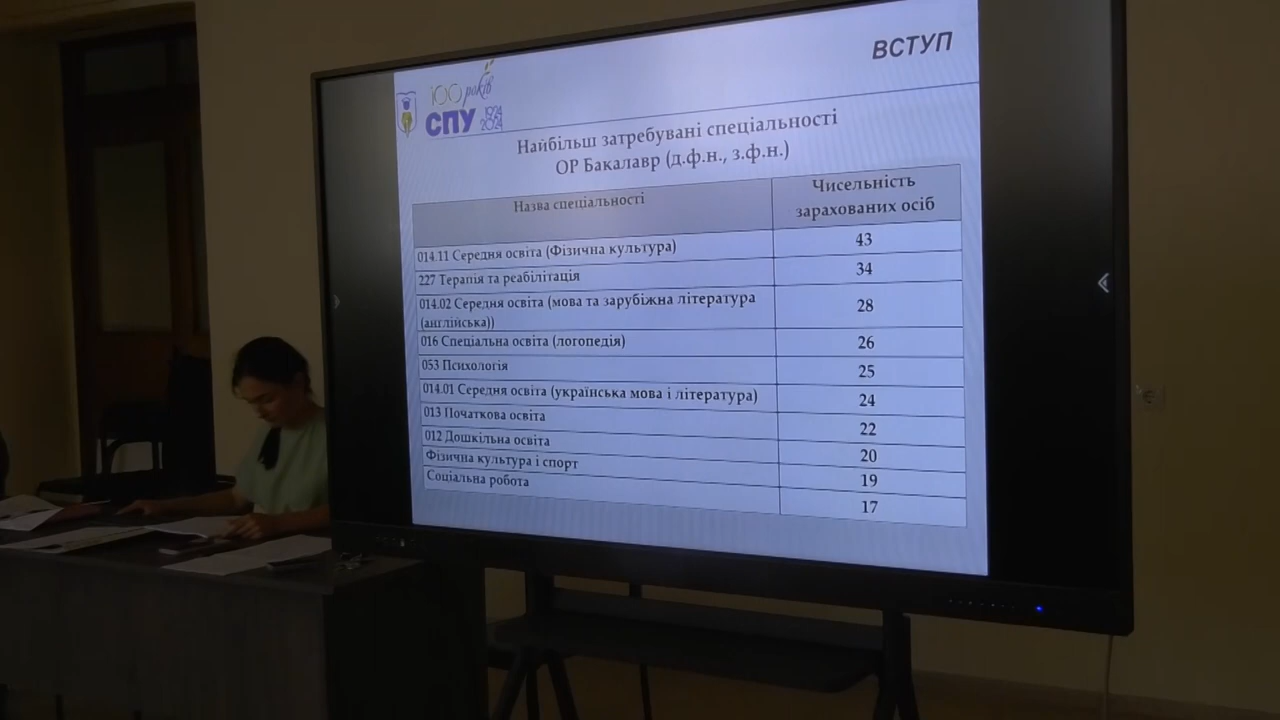 ВСТУП
100 років
СПУ 1924 2024
Найбільш затребувані спеціальності
ОР Бакалавр (д.ф.н., з.ф.н.)
Назва спеціальності
Чисельність
зарахованих осіб
014.11 Середня освіта (Фізична культура) 43
227 Терапія та реабілітація 34
014.02 Середня освіта (мова та зарубіжна література
(англійська)) 28
016 Спеціальна освіта (логопедія) 26
053 Психологія 25
014.01 Середня освіта (українська мова і література) 24
013 Початкова освіта 22
012 Дошкільна освіта 20
Фізична культура і спорт 19
Соціальна робота 17